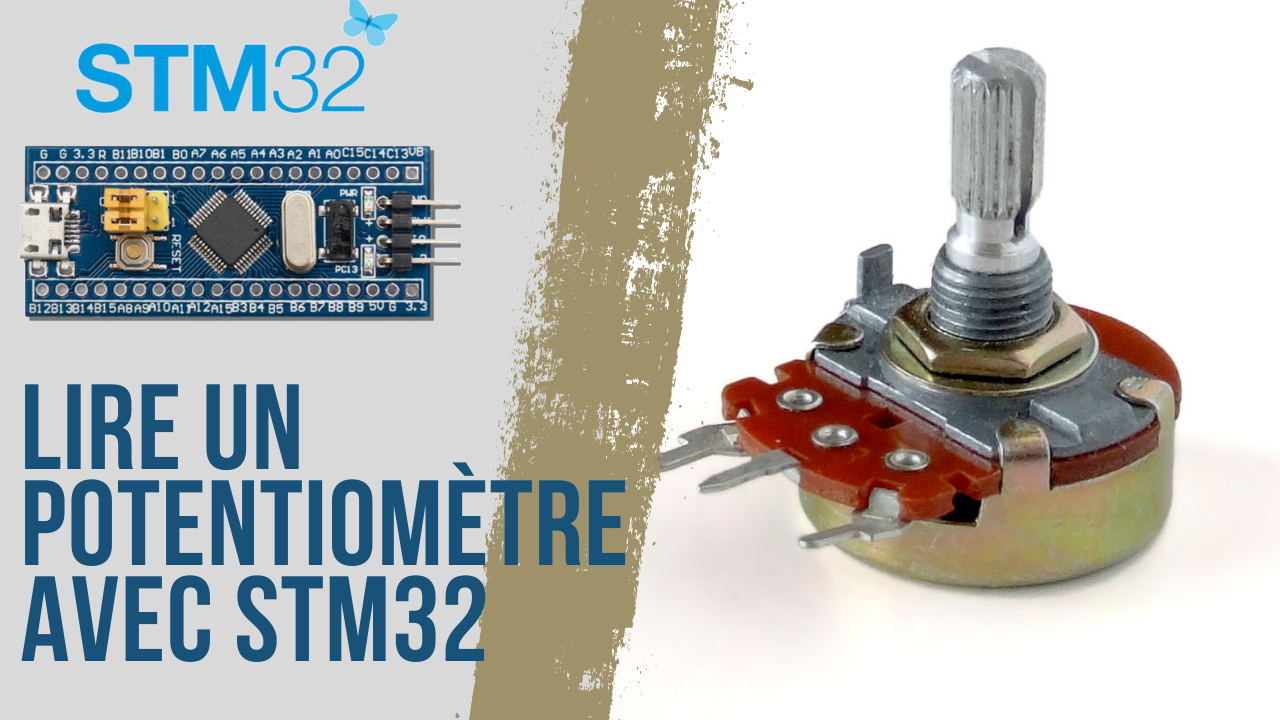 STM32
G G 3.3 R B11 B10 B1 B0 A7 A6 A5 A4 A3 A2 A1 A0 C15 C14 C13 VB
PWR
RESET
PC13
B12 B13 B14 B15 A8 A9 A10 A11 A12 A15 B3 B4 B5 B6 B7 B8 B9 5V G 3.3
LIRE UN
POTENTIOMÈTRE
AVEC STM32